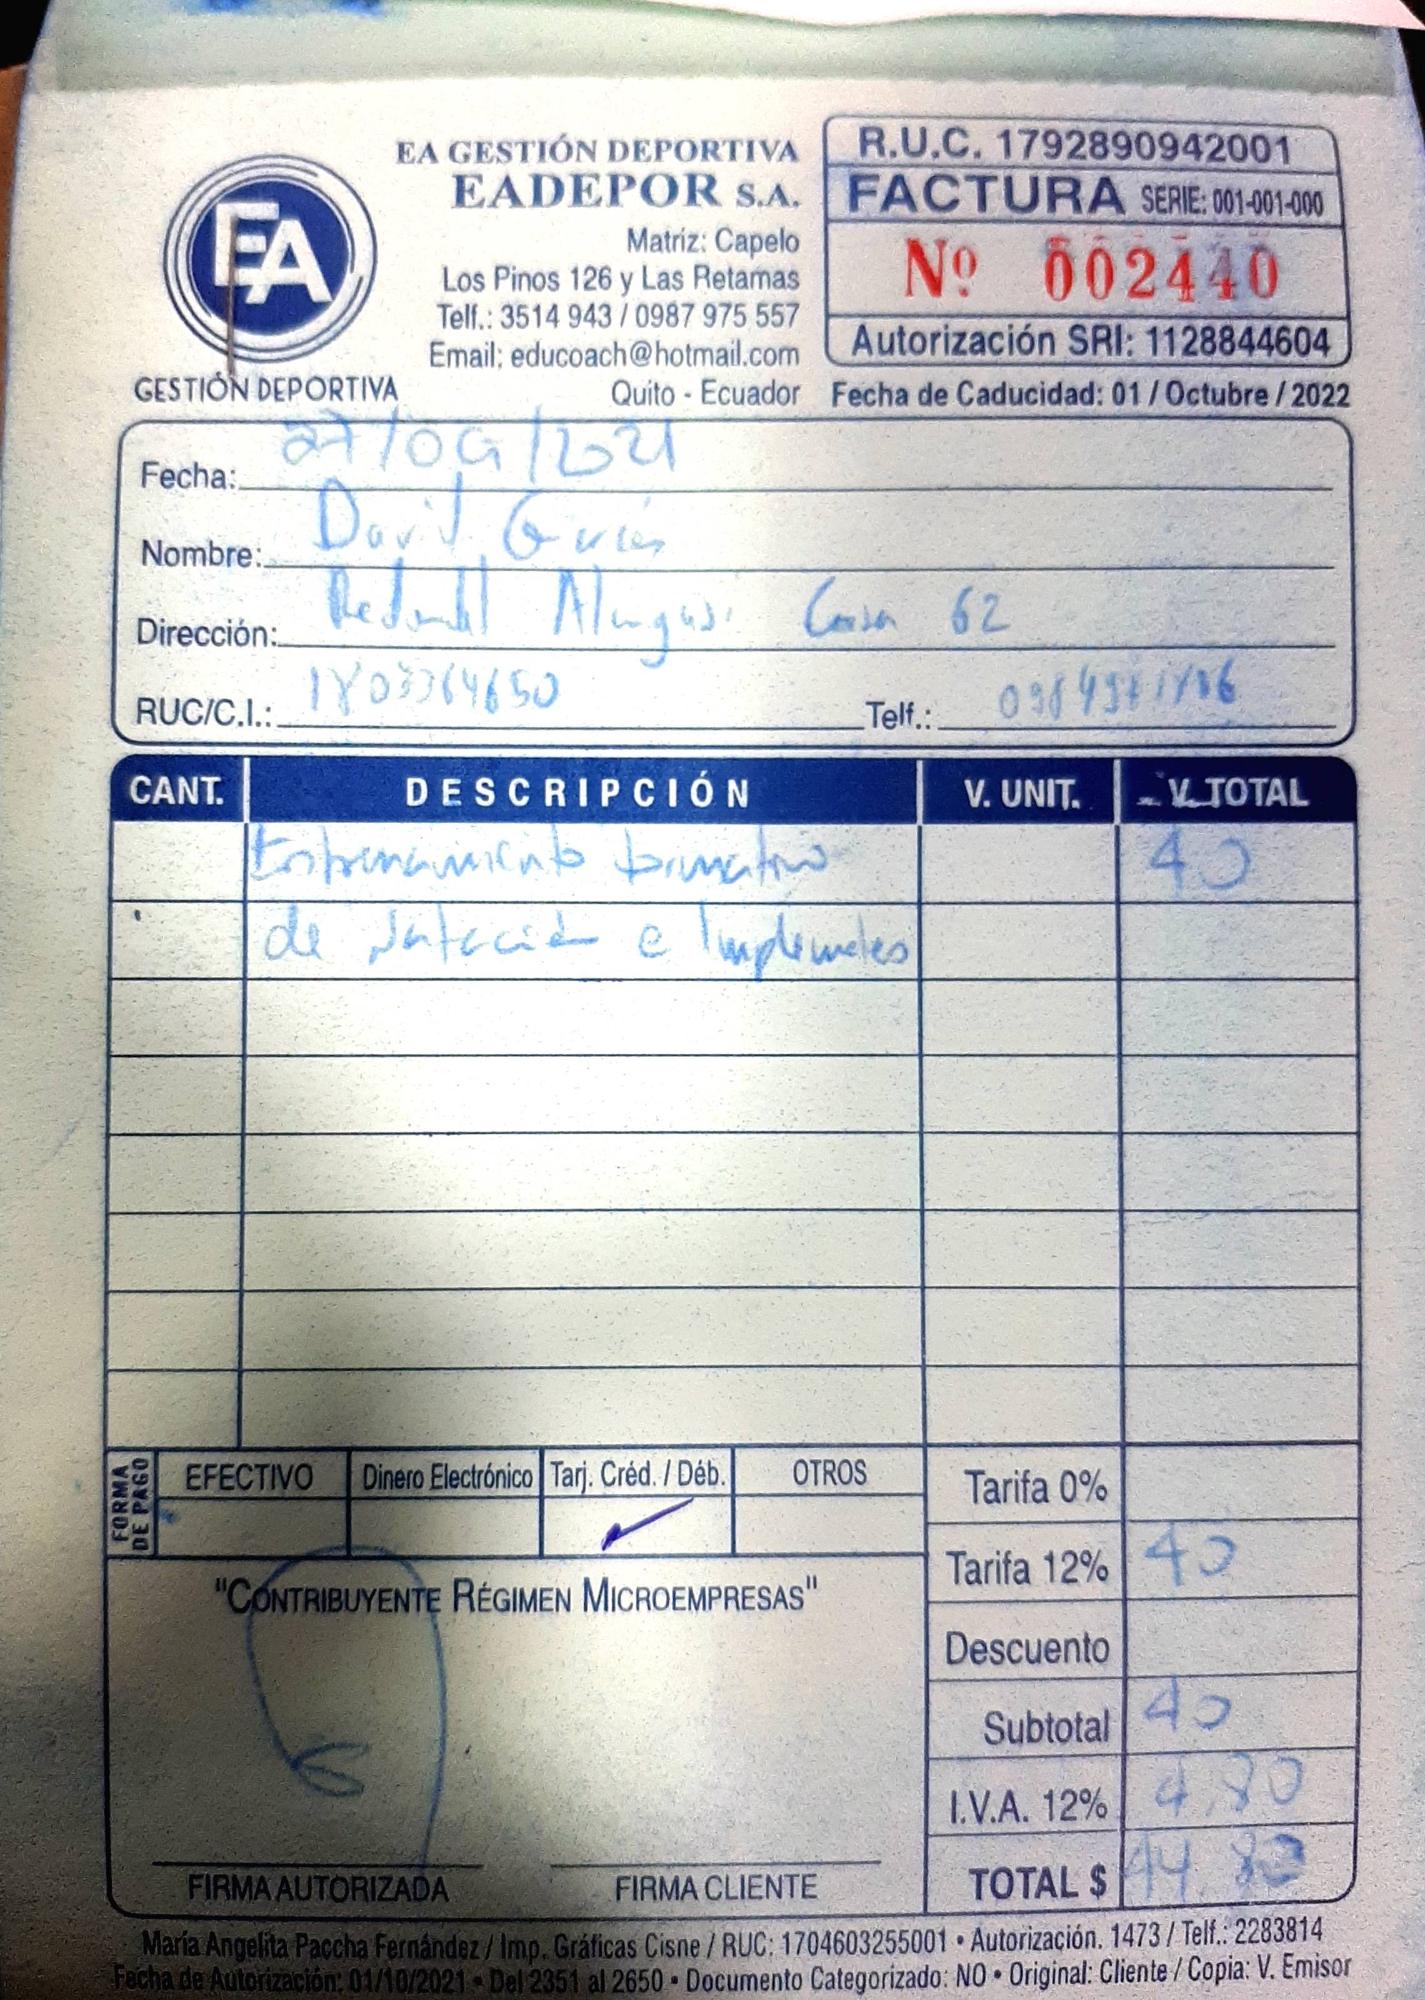 EA GESTIÓN DEPORTIVA
EADEPOR S.A.
Matriz: Capelo
Los Pinos 126 y Las Retamas
Telf.: 3514 943 / 0987 975 557
Email: educoach@hotmail.com
Quito - Ecuador
EA
GESTIÓN DEPORTIVA
R.U.C. 1792890942001
FACTURA SERIE: 001-001-000
Nº 002440
Autorización SRI: 1128844604
Fecha de Caducidad: 01 / Octubre / 2022
Fecha: 27/09/2021
Nombre: David
Dirección: Casa 62
RUC/C.I.: 1803364650 Telf.:
CANT. DESCRIPCIÓN V. UNIT. V. TOTAL
Entrenamiento formativo 40
de natación e Implementos
FORMA DE PAGO EFECTIVO Dinero Electrónico Tarj. Créd. / Déb. OTROS
Tarifa 0%
Tarifa 12% 40
"CONTRIBUYENTE RÉGIMEN MICROEMPRESAS"
Descuento
Subtotal 40
I.V.A. 12% 4,80
TOTAL $ 44,80
FIRMA AUTORIZADA FIRMA CLIENTE
María Angelita Paccha Fernández / Imp. Gráficas Cisne / RUC: 1704603255001 • Autorización. 1473 / Telf.: 2283814
Fecha de Autorización: 01/10/2021 • Del 2351 al 2650 • Documento Categorizado: NO • Original: Cliente / Copia: V. Emisor